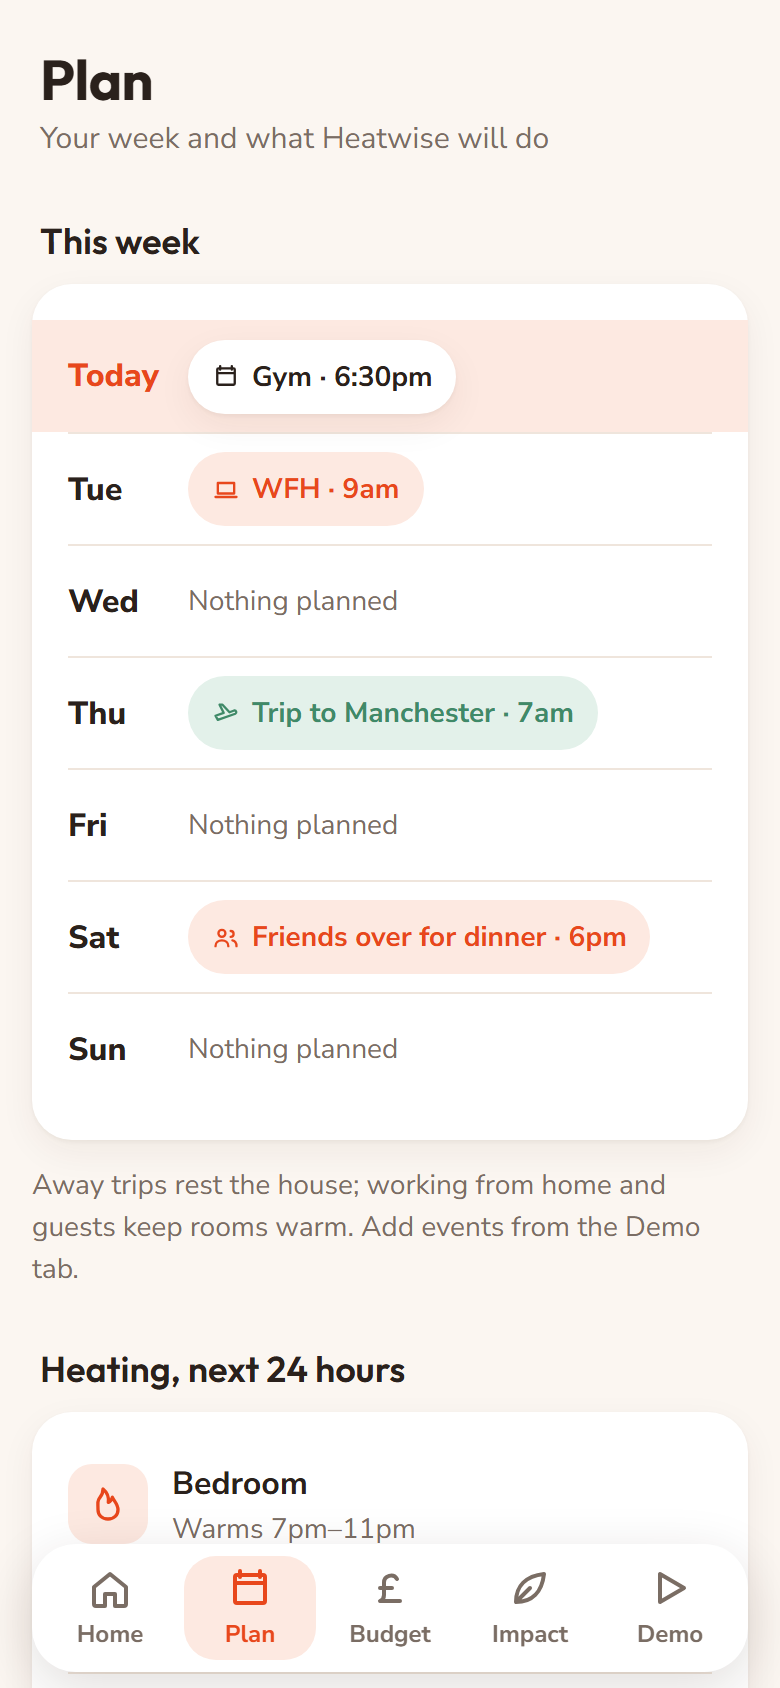 Plan
Your week and what Heatwise will do
This week
Today
Gym · 6:30pm
Tue
WFH · 9am
Wed
Nothing planned
Thu
Trip to Manchester · 7am
Fri
Nothing planned
Sat
Friends over for dinner · 6pm
Sun
Nothing planned
Away trips rest the house; working from home and
guests keep rooms warm. Add events from the Demo
tab.
Heating, next 24 hours
Bedroom
Warms 7pm–11pm
Home
Plan
£
Budget
Impact
Demo